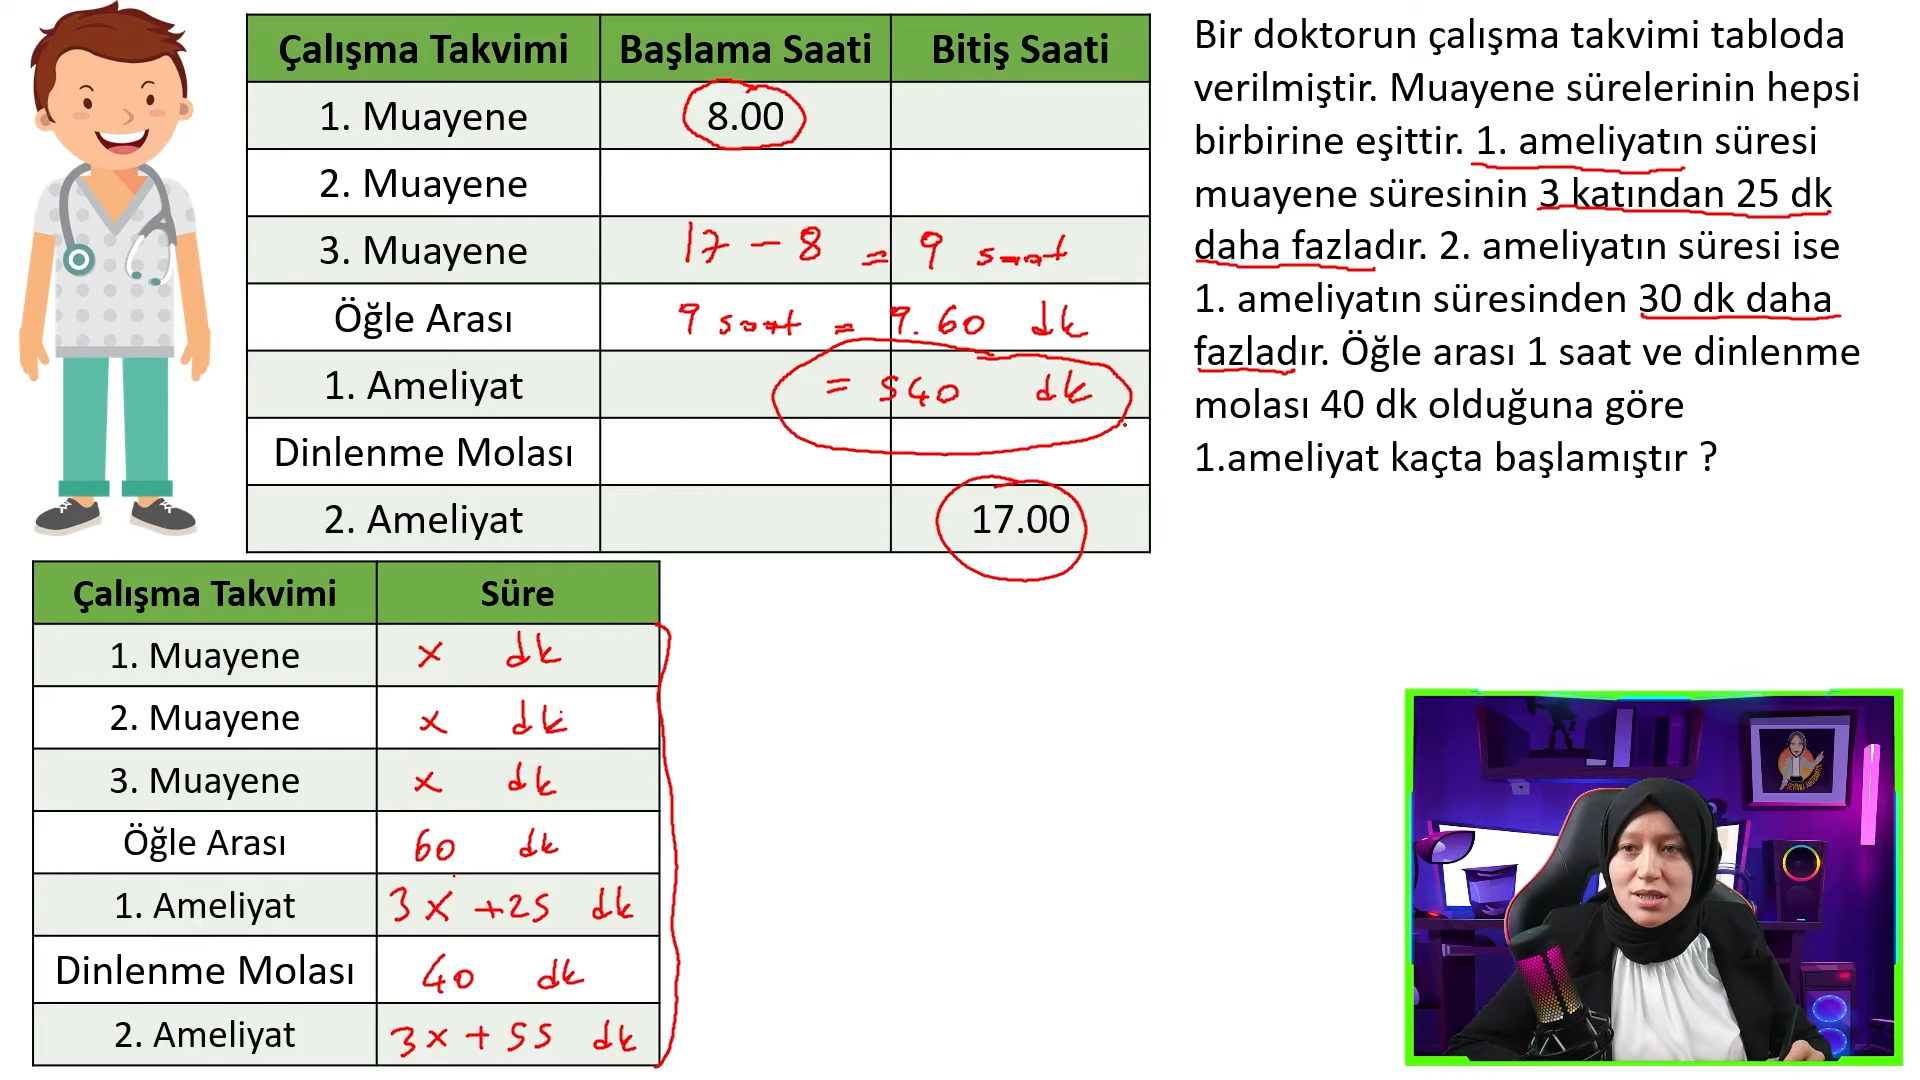 Çalışma Takvimi Başlama Saati Bitiş Saati
1. Muayene 8.00
2. Muayene
3. Muayene 17 - 8 = 9 saat
Öğle Arası 9 saat = 9.60 dk
1. Ameliyat = 540 dk
Dinlenme Molası
2. Ameliyat 17.00
Bir doktorun çalışma takvimi tabloda
verilmiştir. Muayene sürelerinin hepsi
birbirine eşittir. 1. ameliyatın süresi
muayene süresinin 3 katından 25 dk
daha fazladır. 2. ameliyatın süresi ise
1. ameliyatın süresinden 30 dk daha
fazladır. Öğle arası 1 saat ve dinlenme
molası 40 dk olduğuna göre
1.ameliyat kaçta başlamıştır ?
Çalışma Takvimi Süre
1. Muayene x dk
2. Muayene x dk
3. Muayene x dk
Öğle Arası 60 dk
1. Ameliyat 3x +25 dk
Dinlenme Molası 40 dk
2. Ameliyat 3x + 55 dk